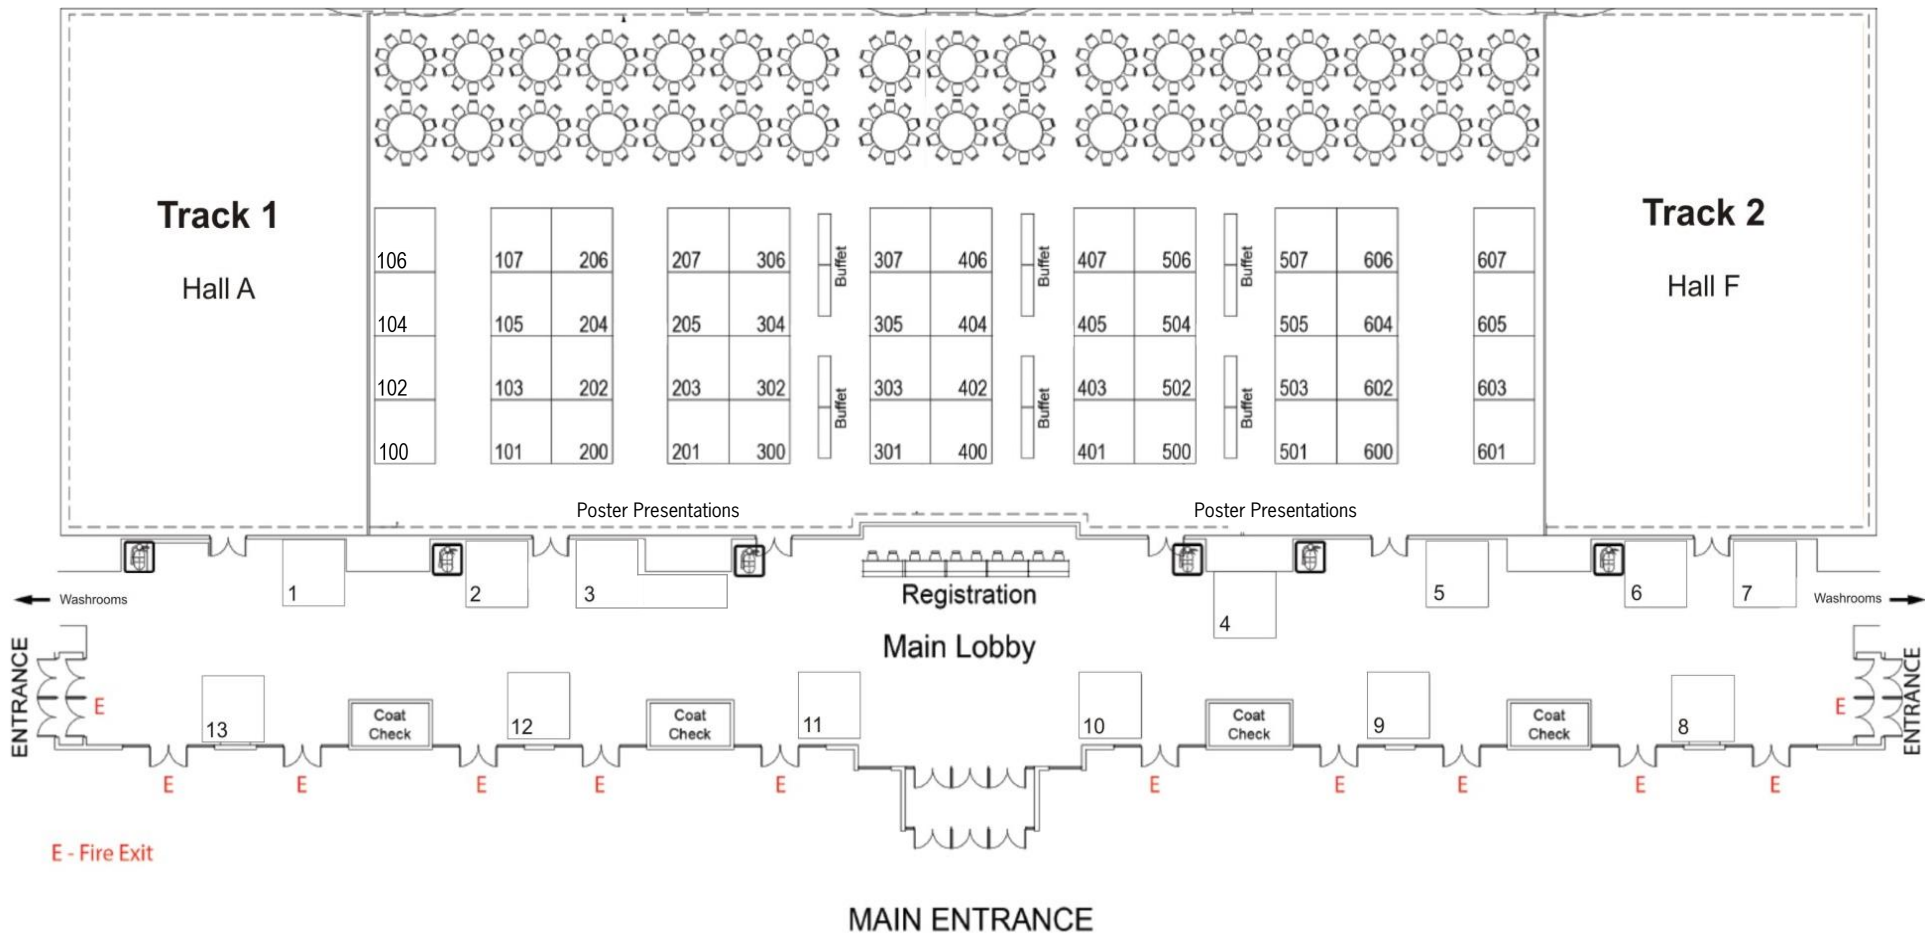 Track 1
Hall A
Track 2
Hall F
106 107 206 207 306 307 406 407 506 507 606 607
Buffet Buffet Buffet
104 105 204 205 304 305 404 405 504 505 604 605
102 103 202 203 302 303 402 403 502 503 602 603
Buffet Buffet Buffet
100 101 200 201 300 301 400 401 500 501 600 601
Poster Presentations Poster Presentations
1 2 3 5 6 7
Registration
Washrooms Washrooms
4
Main Lobby
ENTRANCE ENTRANCE
E E
13 12 11 10 9 8
Coat Coat Coat Coat
Check Check Check Check
E E E E E E E E E E
E - Fire Exit
MAIN ENTRANCE